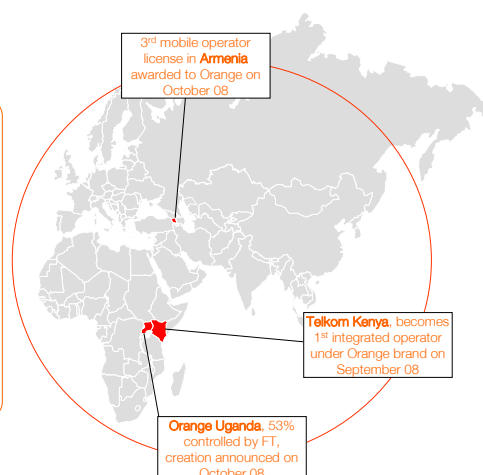 3rd mobile operator
license in Armenia
awarded to Orange on
October 08
Telkom Kenya, becomes
1st integrated operator
under Orange brand on
September 08
Orange Uganda, 53%
controlled by FT,
creation announced on
October 08